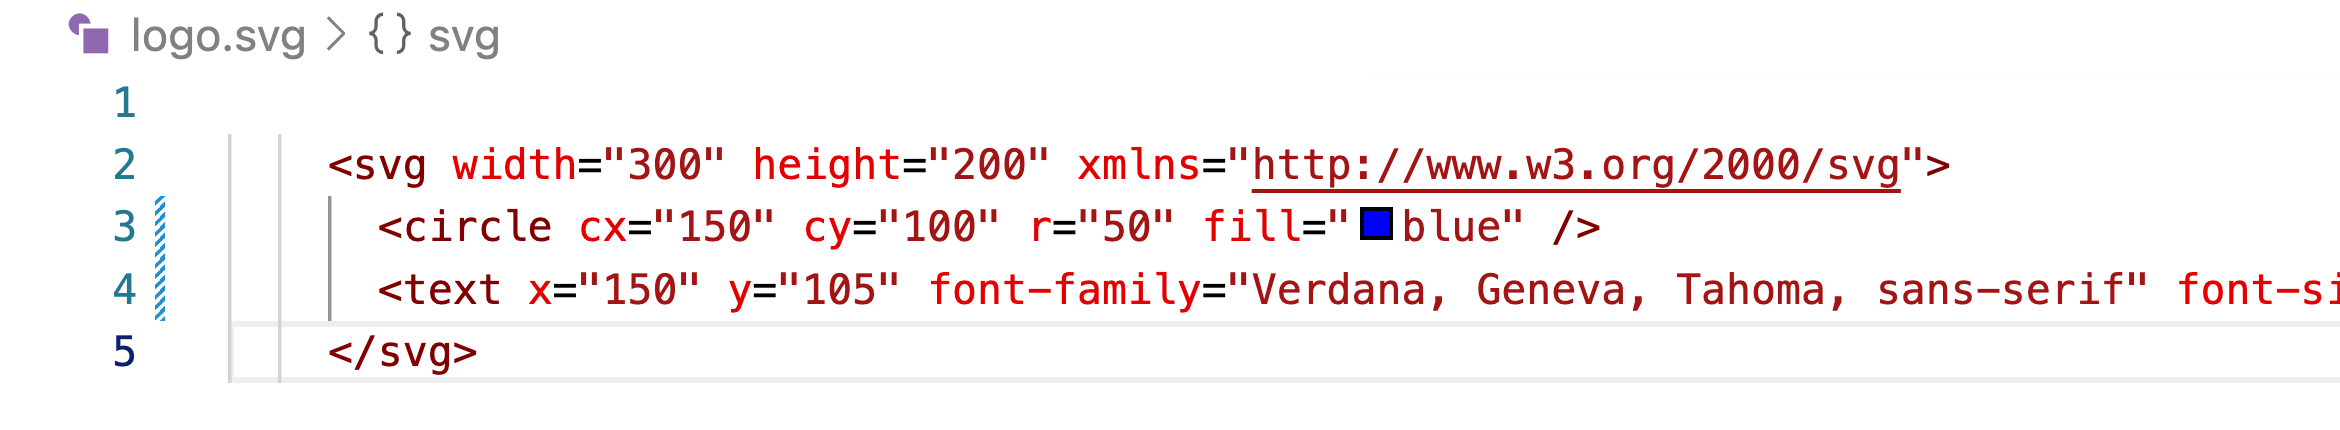 logo.svg > {} svg
1
2 <svg width="300" height="200" xmlns="http://www.w3.org/2000/svg">
3 <circle cx="150" cy="100" r="50" fill="blue" />
4 <text x="150" y="105" font-family="Verdana, Geneva, Tahoma, sans-serif" font-si
5 </svg>